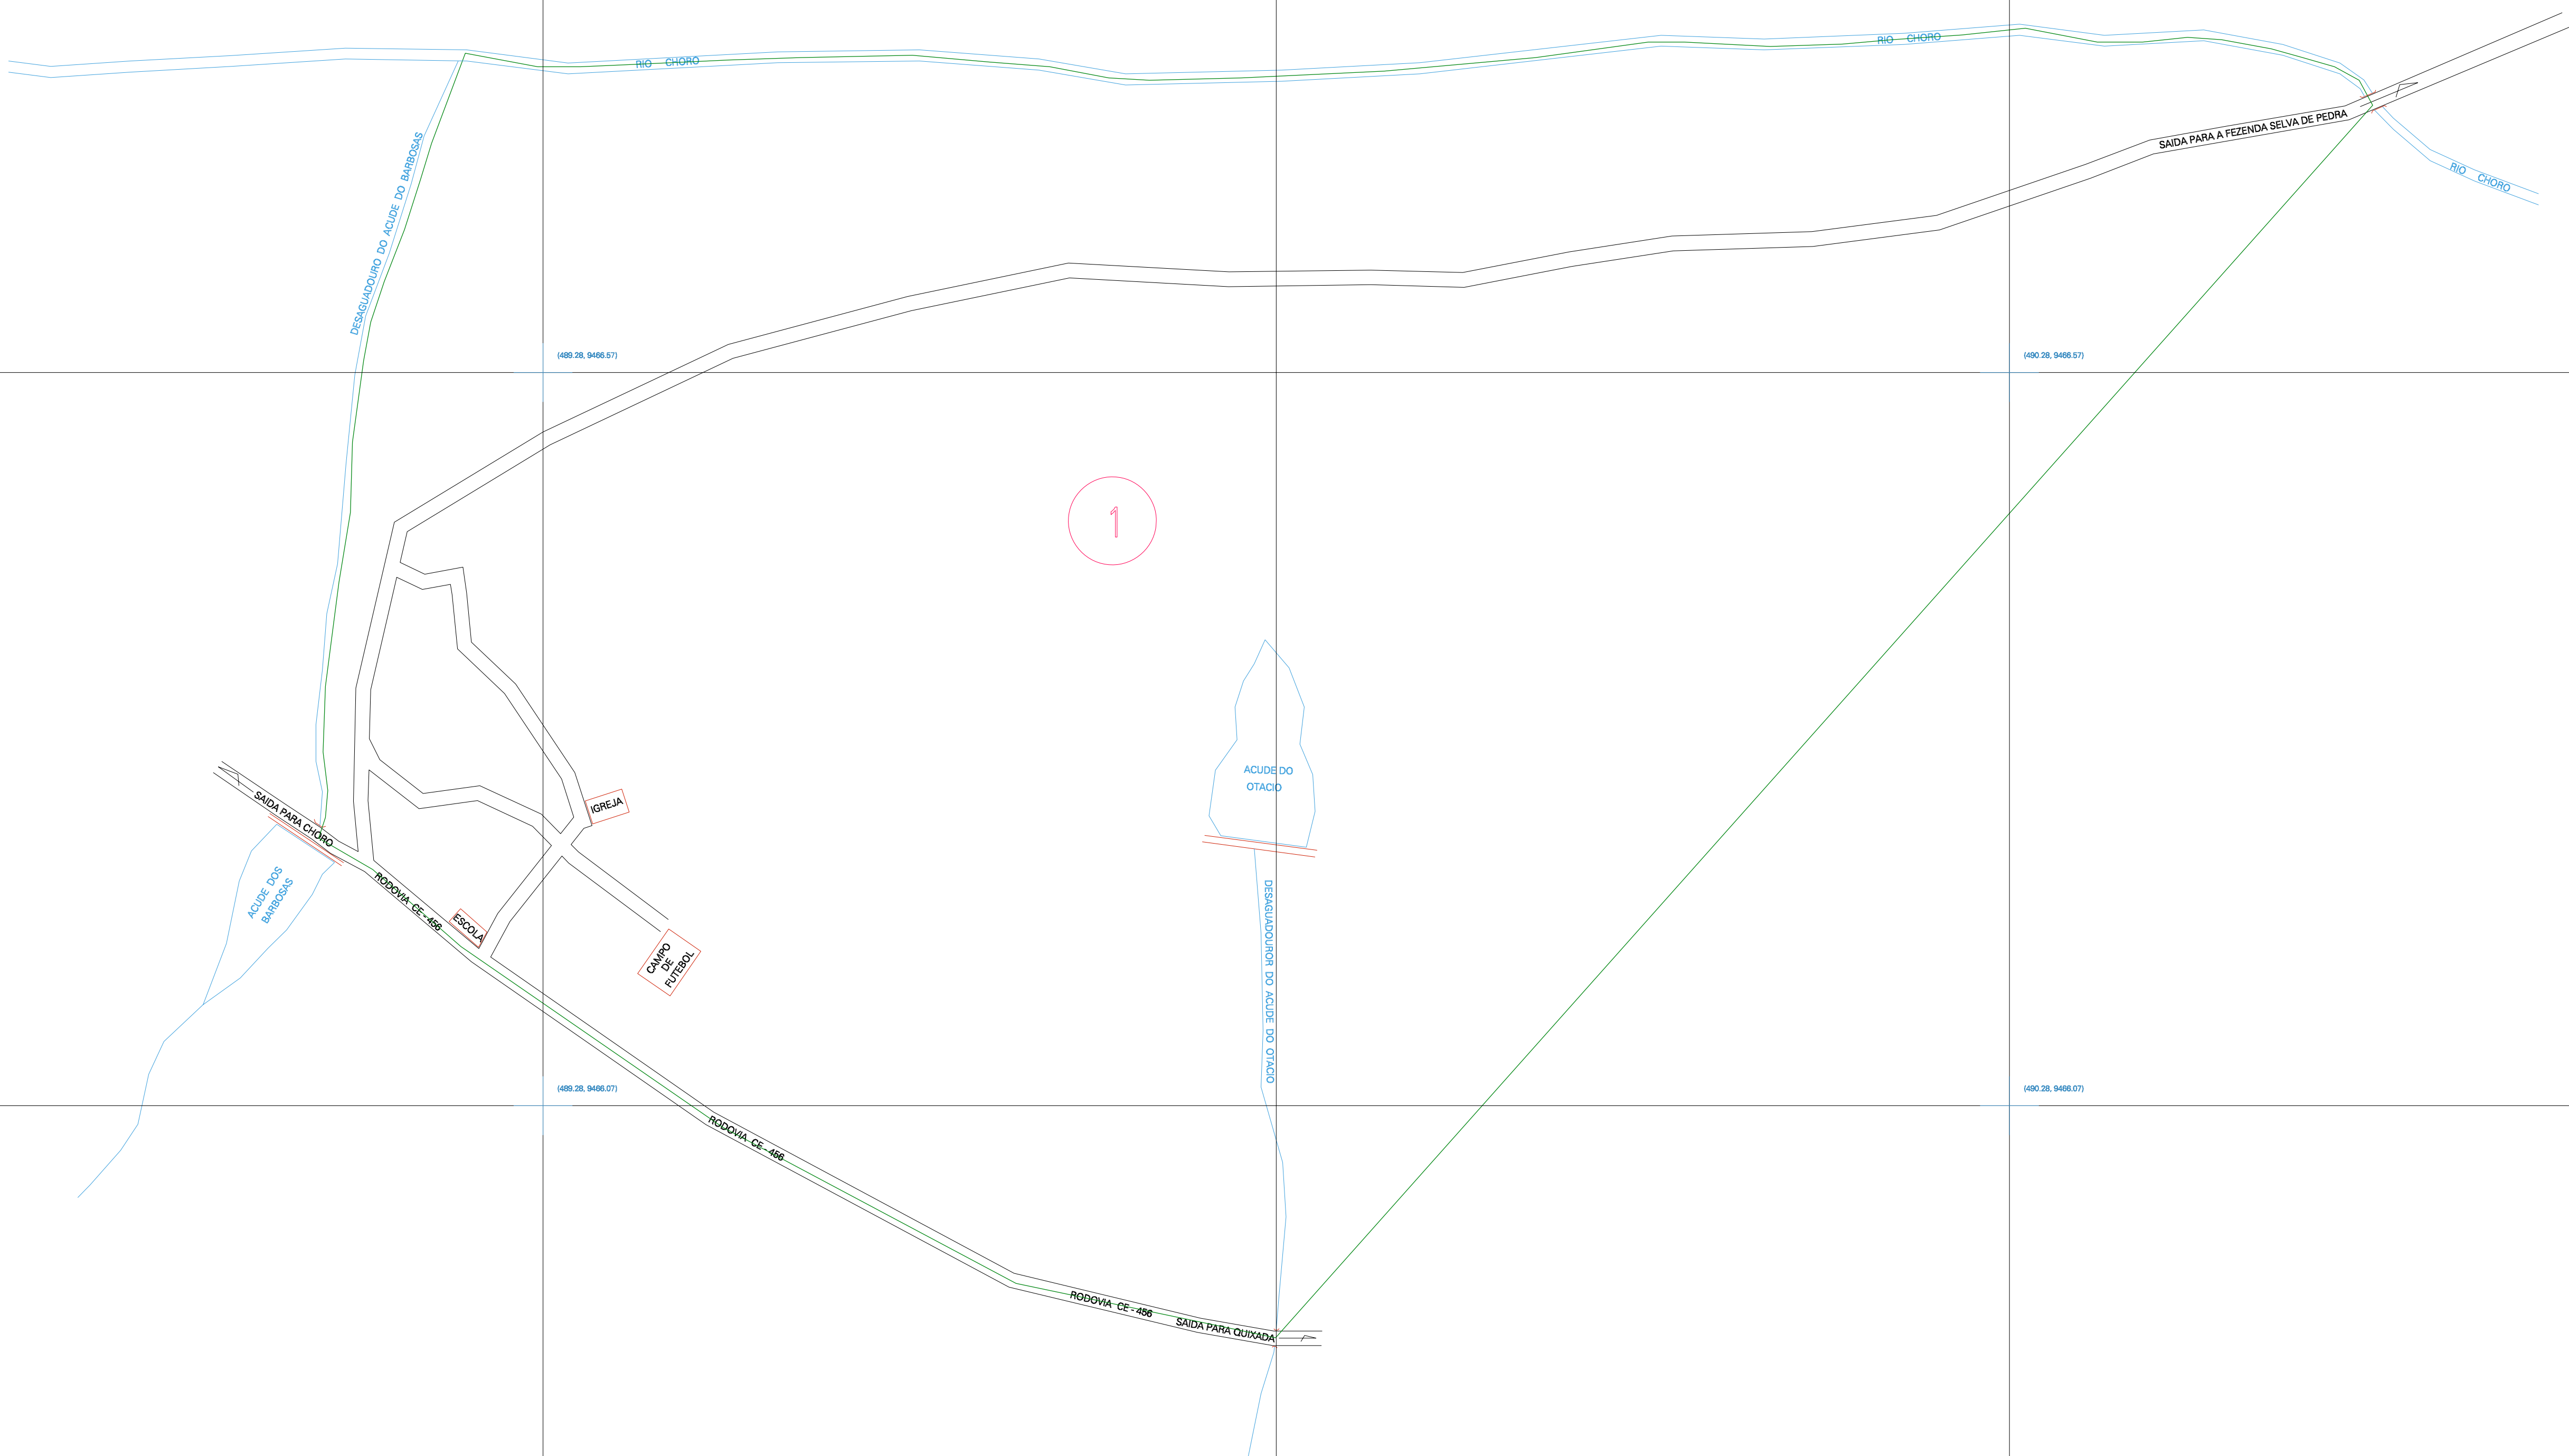 RIO CHORO
RIO CHORO
SAIDA PARA A FEZENDA SELVA DE PEDRA
RIO CHORO
DESAGUADOURO DO ACUDE DO BARBOSAS
(489.28, 9466.57)
(490.28, 9466.57)
1
ACUDE DO
OTACIO
IGREJA
SAIDA PARA CHORO
ACUDE DOS
BARBOSAS
RODOVIA CE - 456
ESCOLA
CAMPO
DE
FUTEBOL
DESAGUADOUROR DO ACUDE DO OTACIO
(489.28, 9466.07)
(490.28, 9466.07)
RODOVIA CE - 456
RODOVIA CE - 456
SAIDA PARA QUIXADA